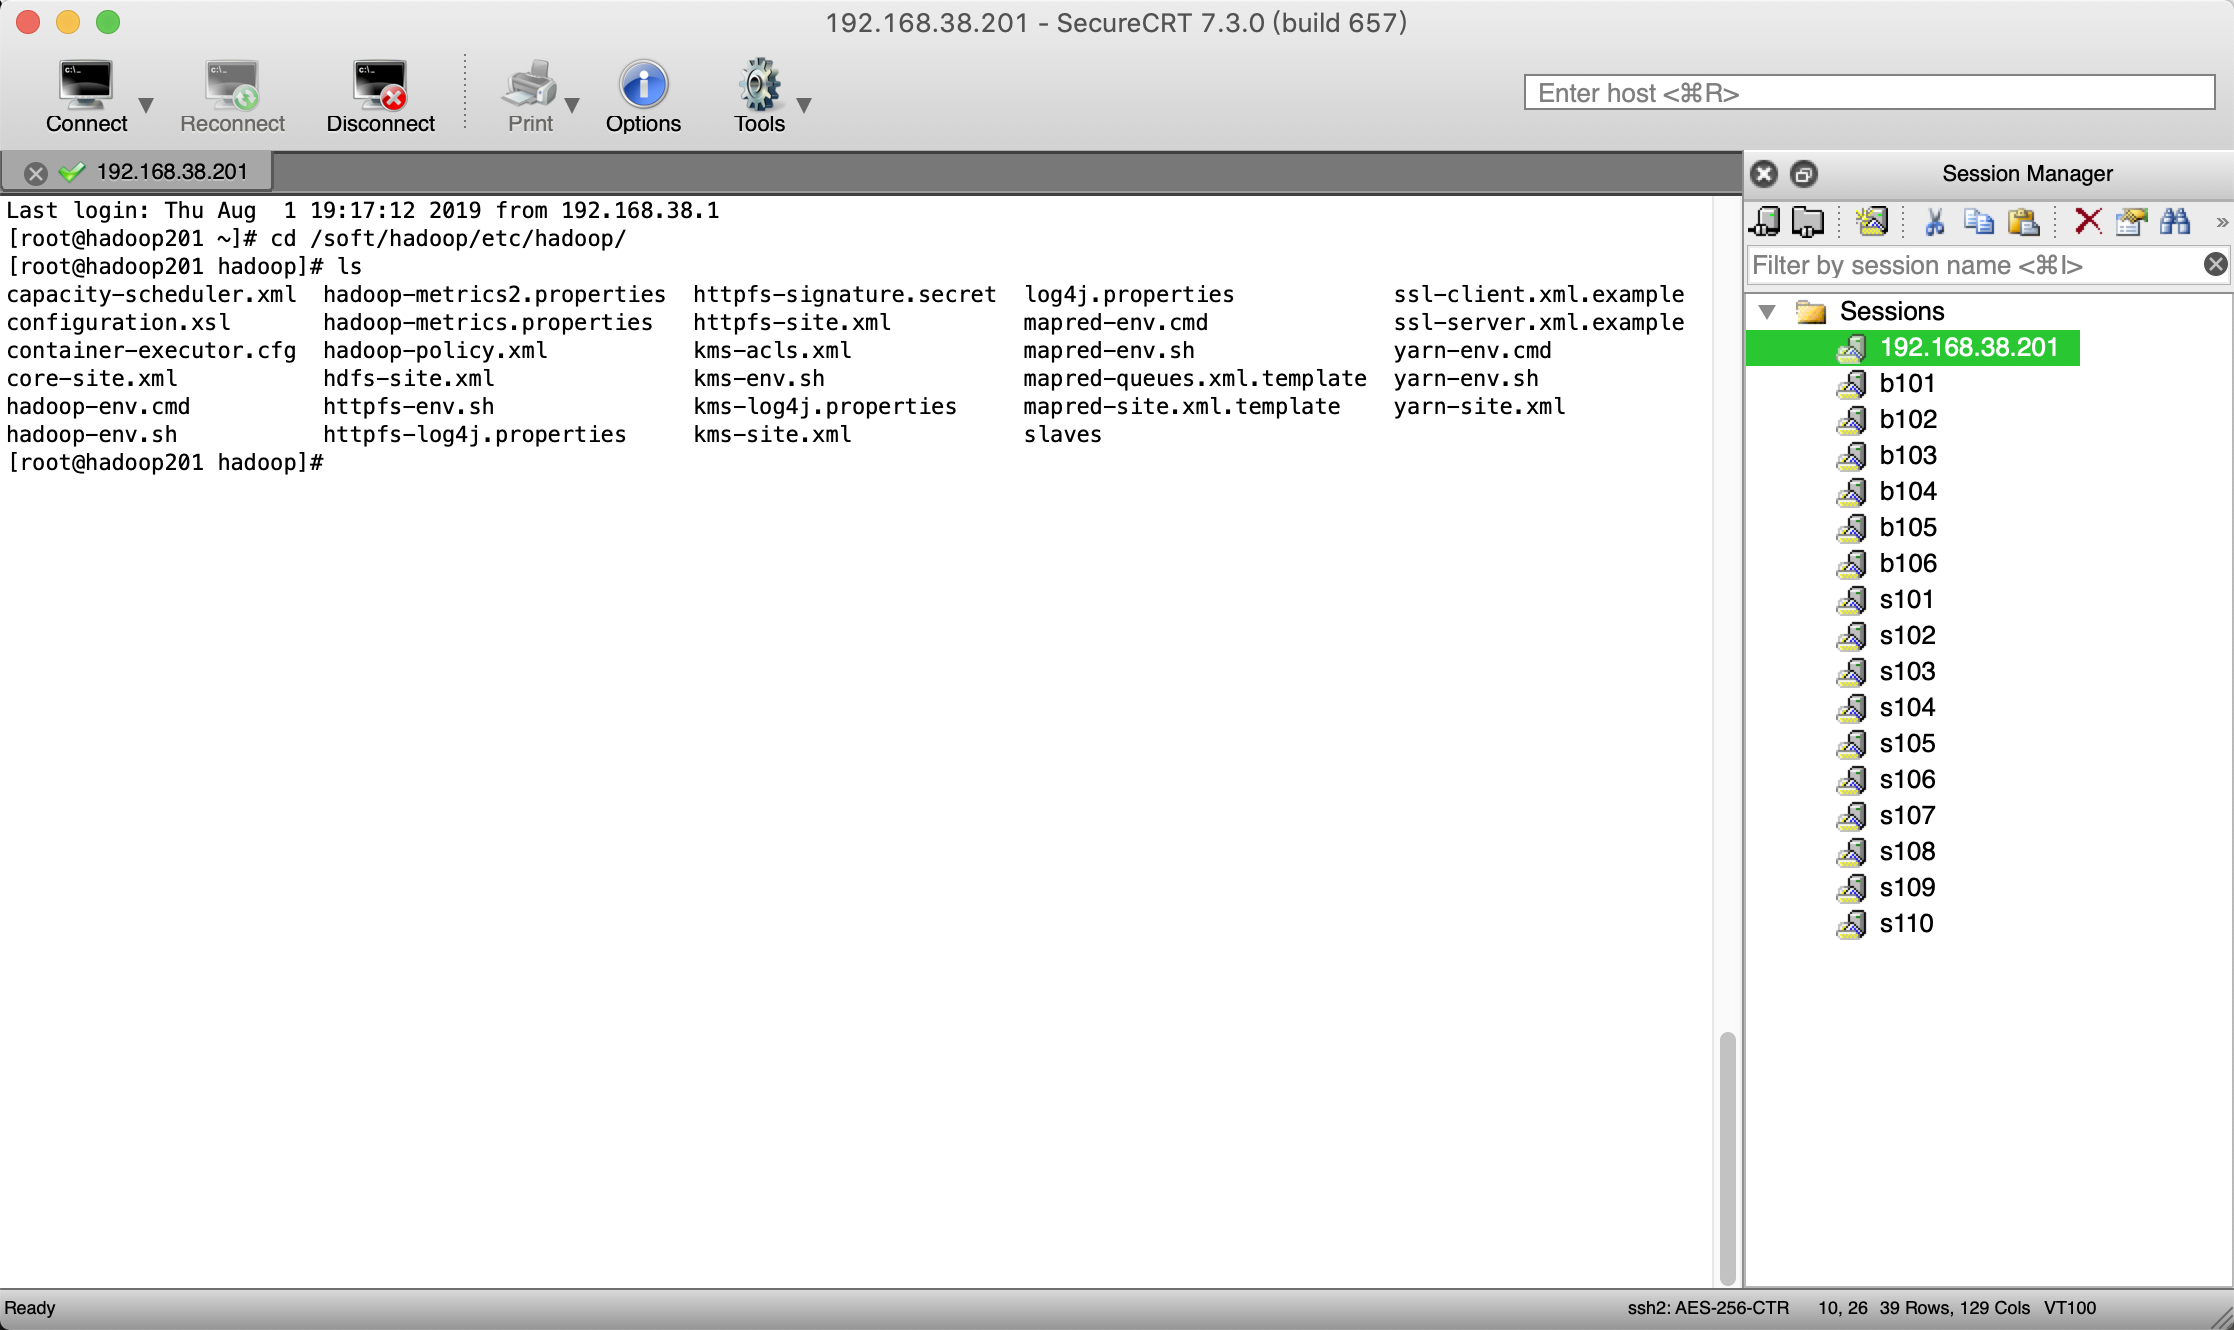 192.168.38.201 - SecureCRT 7.3.0 (build 657)
Connect Reconnect Disconnect Print Options Tools
Enter host <⌘R>
192.168.38.201
Last login: Thu Aug  1 19:17:12 2019 from 192.168.38.1
[root@hadoop201 ~]# cd /soft/hadoop/etc/hadoop/
[root@hadoop201 hadoop]# ls
capacity-scheduler.xml  hadoop-metrics2.properties  httpfs-signature.secret  log4j.properties            ssl-client.xml.example
configuration.xsl       hadoop-metrics.properties   httpfs-site.xml          mapred-env.cmd              ssl-server.xml.example
container-executor.cfg  hadoop-policy.xml           kms-acls.xml             mapred-env.sh               yarn-env.cmd
core-site.xml           hdfs-site.xml               kms-env.sh               mapred-queues.xml.template  yarn-env.sh
hadoop-env.cmd          httpfs-env.sh               kms-log4j.properties     mapred-site.xml.template    yarn-site.xml
hadoop-env.sh           httpfs-log4j.properties     kms-site.xml             slaves
[root@hadoop201 hadoop]#
Session Manager
Filter by session name <⌘I>
Sessions
192.168.38.201
b101
b102
b103
b104
b105
b106
s101
s102
s103
s104
s105
s106
s107
s108
s109
s110
Ready
ssh2: AES-256-CTR 10, 26 39 Rows, 129 Cols VT100